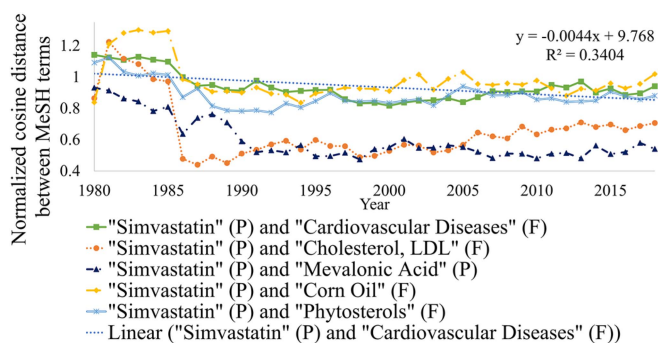 y = -0.0044x + 9.768
R² = 0.3404
Normalized cosine distance
between MeSH terms
1.2
1
0.8
0.6
0.4
1980 1985 1990 1995 2000 2005 2010 2015
Year
"Simvastatin" (P) and "Cardiovascular Diseases" (F)
"Simvastatin" (P) and "Cholesterol, LDL" (F)
"Simvastatin" (P) and "Mevalonic Acid" (P)
"Simvastatin" (P) and "Corn Oil" (F)
"Simvastatin" (P) and "Phytosterols" (F)
Linear ("Simvastatin" (P) and "Cardiovascular Diseases" (F))